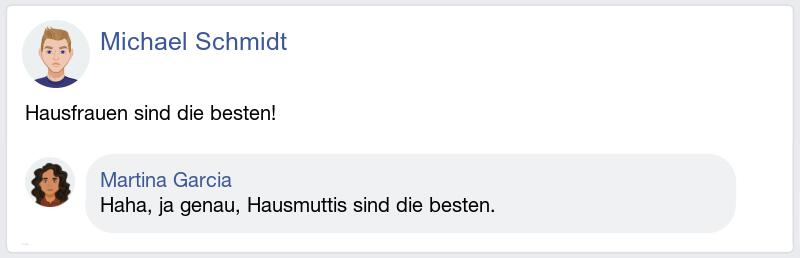 Michael Schmidt
Hausfrauen sind die besten!
Martina Garcia
Haha, ja genau, Hausmuttis sind die besten.